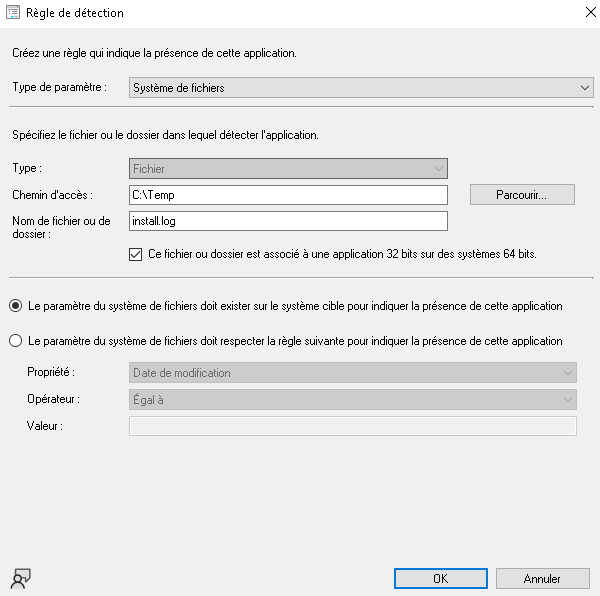 Règle de détection
Créez une règle qui indique la présence de cette application.
Type de paramètre :
Système de fichiers
Spécifiez le fichier ou le dossier dans lequel détecter l'application.
Type :
Fichier
Chemin d'accès :
C:\Temp
Parcourir...
Nom de fichier ou de
dossier :
install.log
Ce fichier ou dossier est associé à une application 32 bits sur des systèmes 64 bits.
Le paramètre du système de fichiers doit exister sur le système cible pour indiquer la présence de cette application
Le paramètre du système de fichiers doit respecter la règle suivante pour indiquer la présence de cette application
Propriété :
Date de modification
Opérateur :
Égal à
Valeur :
OK
Annuler